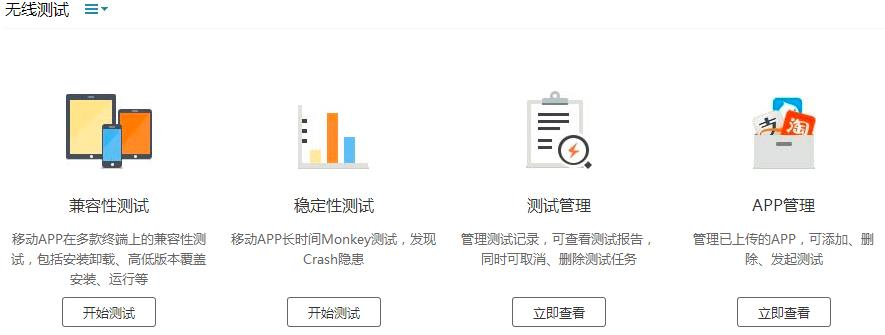 无线测试
支
淘
兼容性测试
稳定性测试
测试管理
APP管理
移动APP在多款终端上的兼容性测
试，包括安装卸载、高低版本覆盖
安装、运行等
移动APP长时间Monkey测试，发现
Crash隐患
管理测试记录，可查看测试报告，
同时可取消、删除测试任务
管理已上传的APP，可添加、删
除、发起测试
开始测试
开始测试
立即查看
立即查看